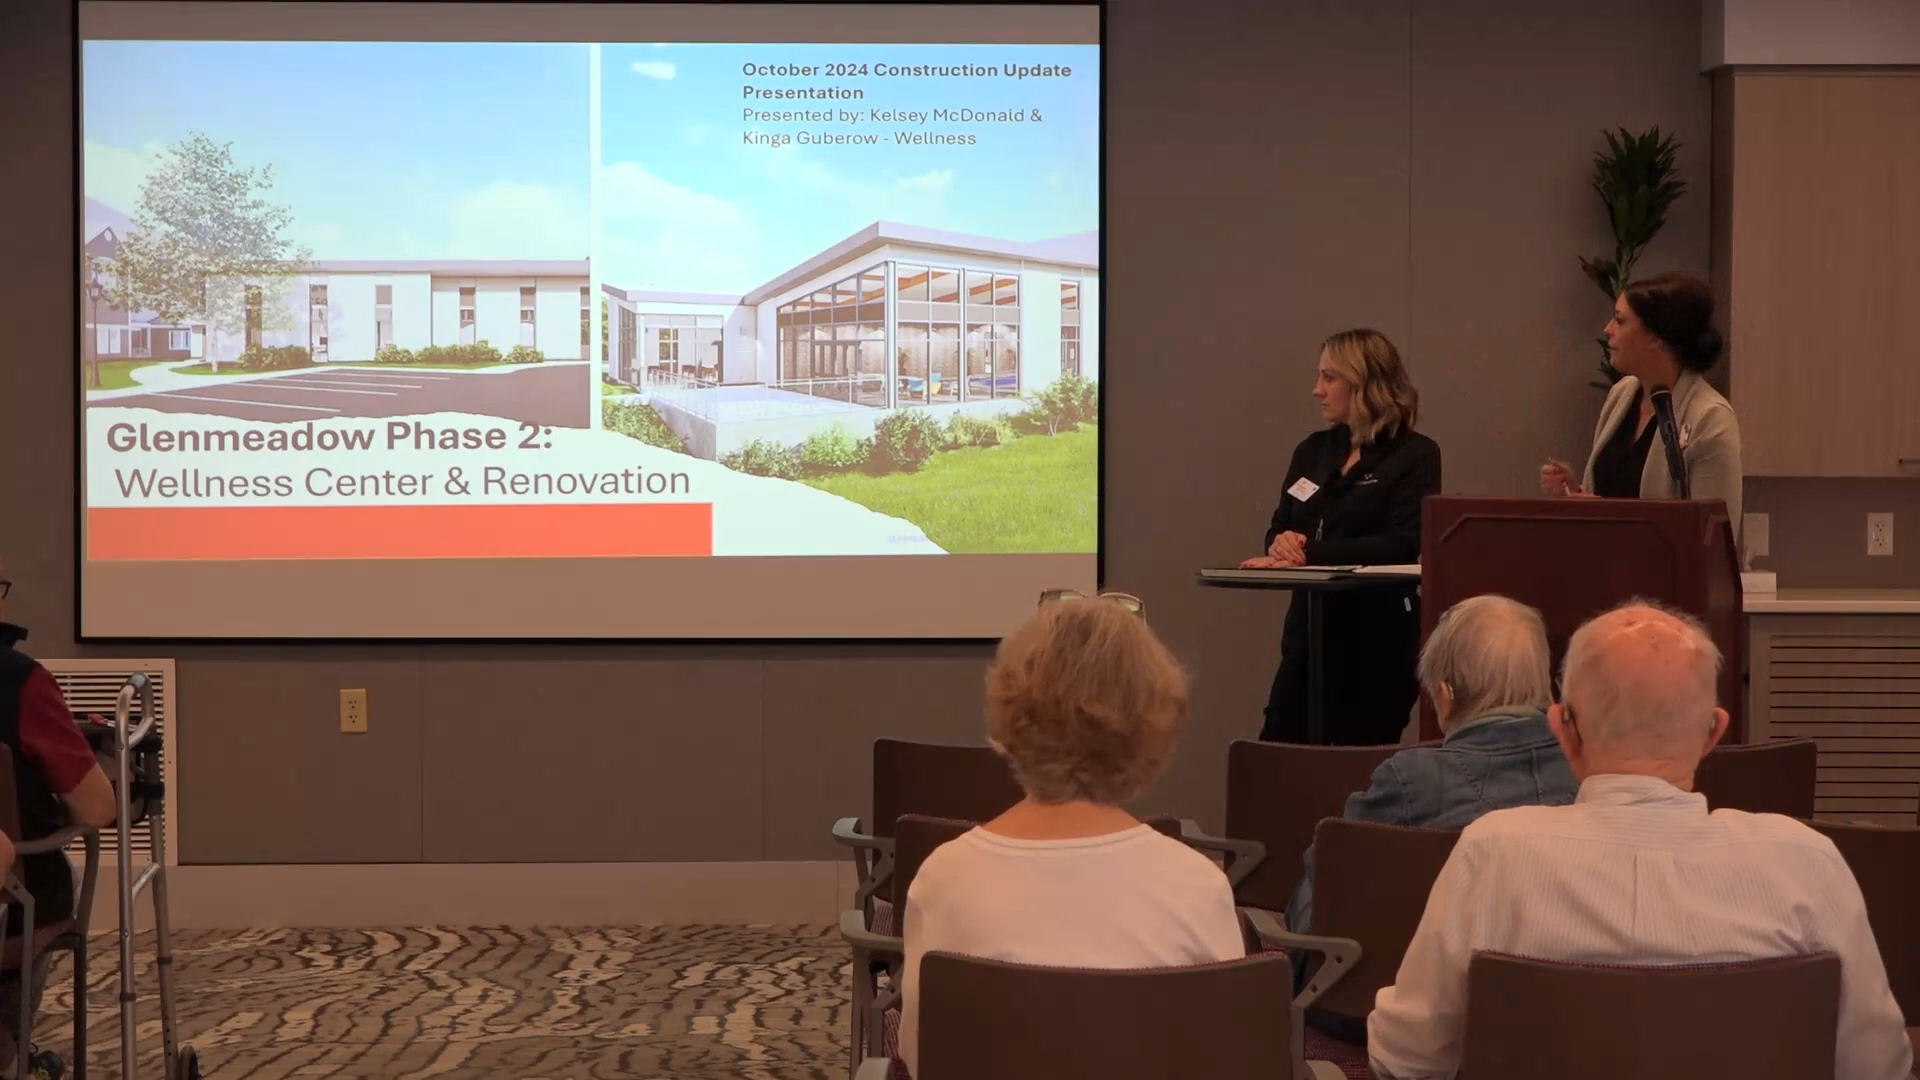 October 2024 Construction Update
Presentation
Presented by: Kelsey McDonald &
Kinga Guberow - Wellness
Glenmeadow Phase 2:
Wellness Center & Renovation